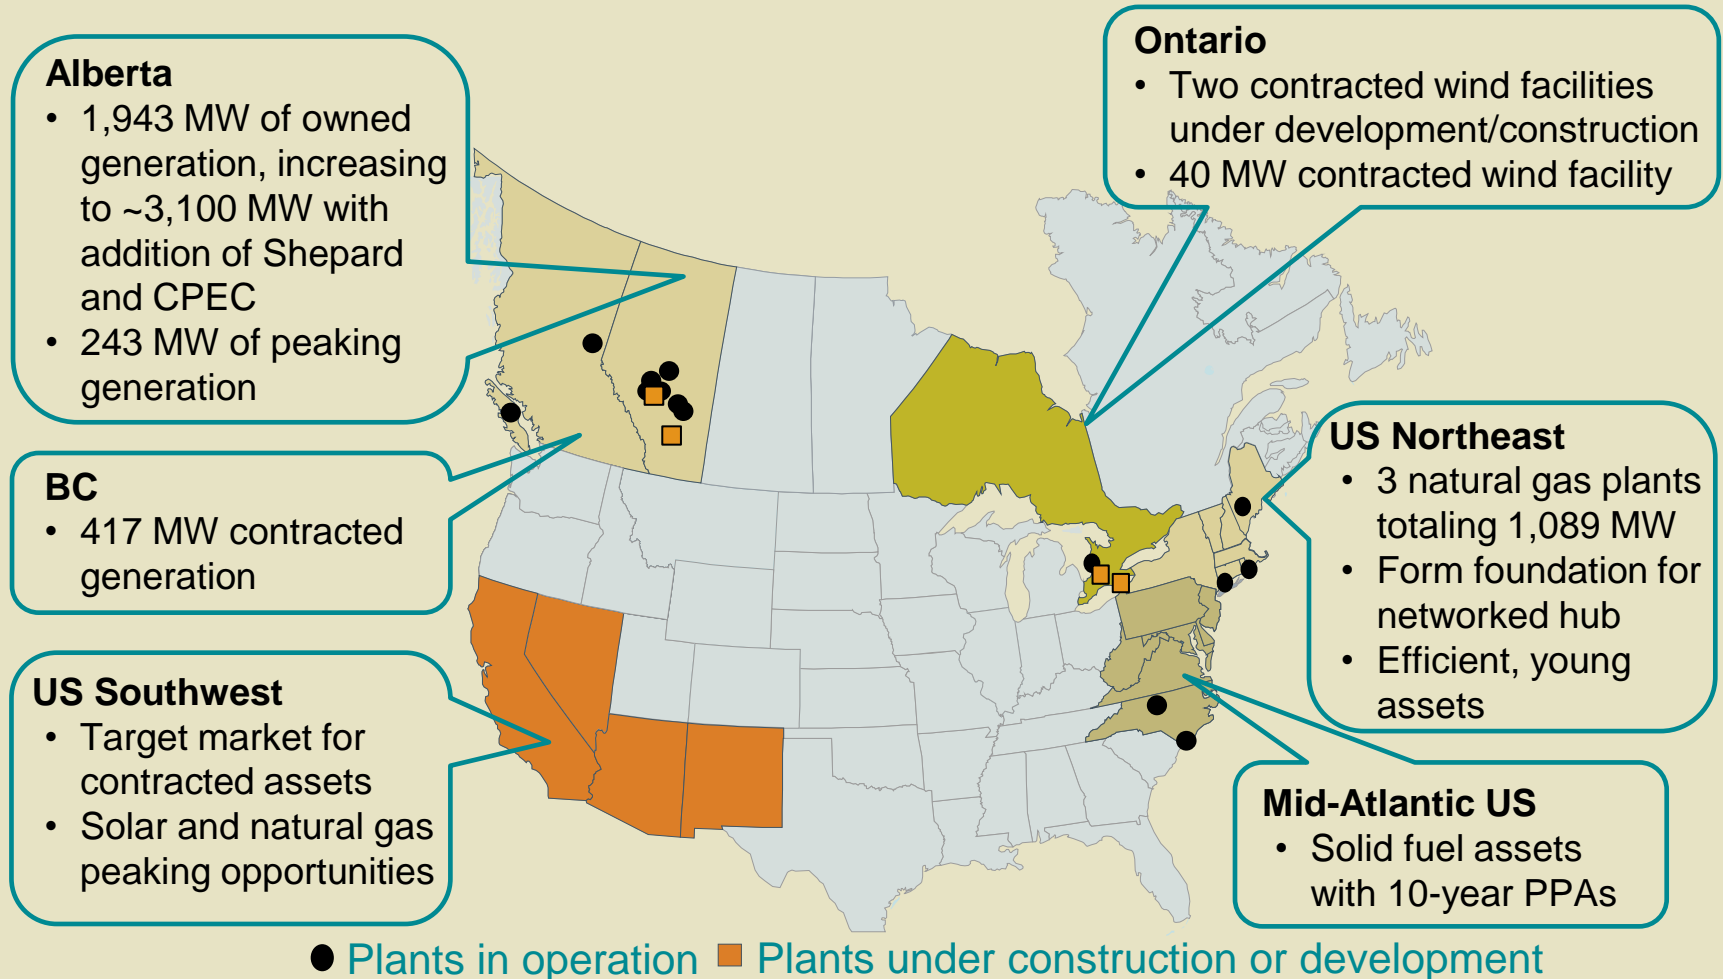 Alberta
• 1,943 MW of owned
generation, increasing
to ~3,100 MW with
addition of Shepard
and CPEC
• 243 MW of peaking
generation
BC
• 417 MW contracted
generation
US Southwest
• Target market for
contracted assets
• Solar and natural gas
peaking opportunities
Ontario
• Two contracted wind facilities
under development/construction
• 40 MW contracted wind facility
US Northeast
• 3 natural gas plants
totaling 1,089 MW
• Form foundation for
networked hub
• Efficient, young
assets
Mid-Atlantic US
• Solid fuel assets
with 10-year PPAs
Plants in operation
Plants under construction or development